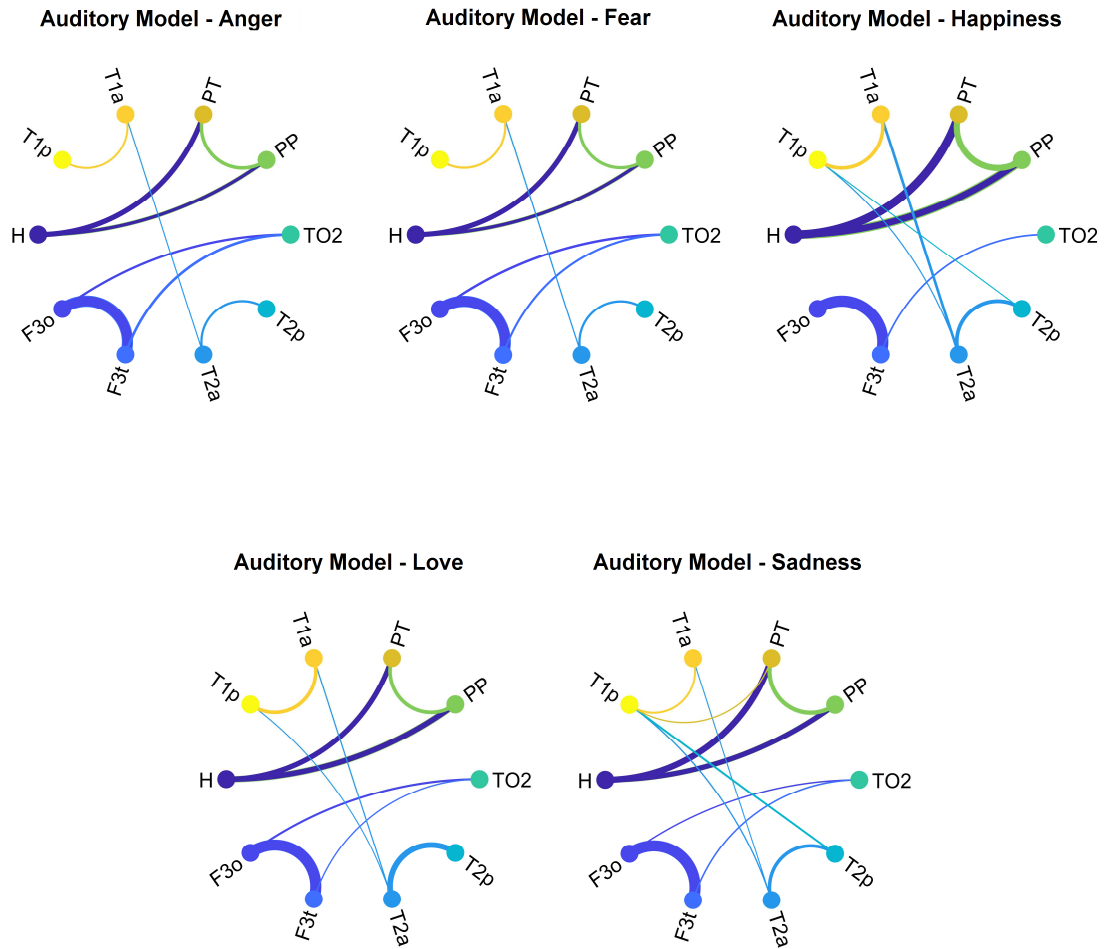 Auditory Model - Anger
T1a
PT
T1p
PP
H
TO2
F3o
T2p
F3t
T2a
Auditory Model - Fear
T1a
PT
T1p
PP
H
TO2
F3o
T2p
F3t
T2a
Auditory Model - Happiness
T1a
PT
T1p
PP
H
TO2
F3o
T2p
F3t
T2a
Auditory Model - Love
T1a
PT
T1p
PP
H
TO2
F3o
T2p
F3t
T2a
Auditory Model - Sadness
T1a
PT
T1p
PP
H
TO2
F3o
T2p
F3t
T2a